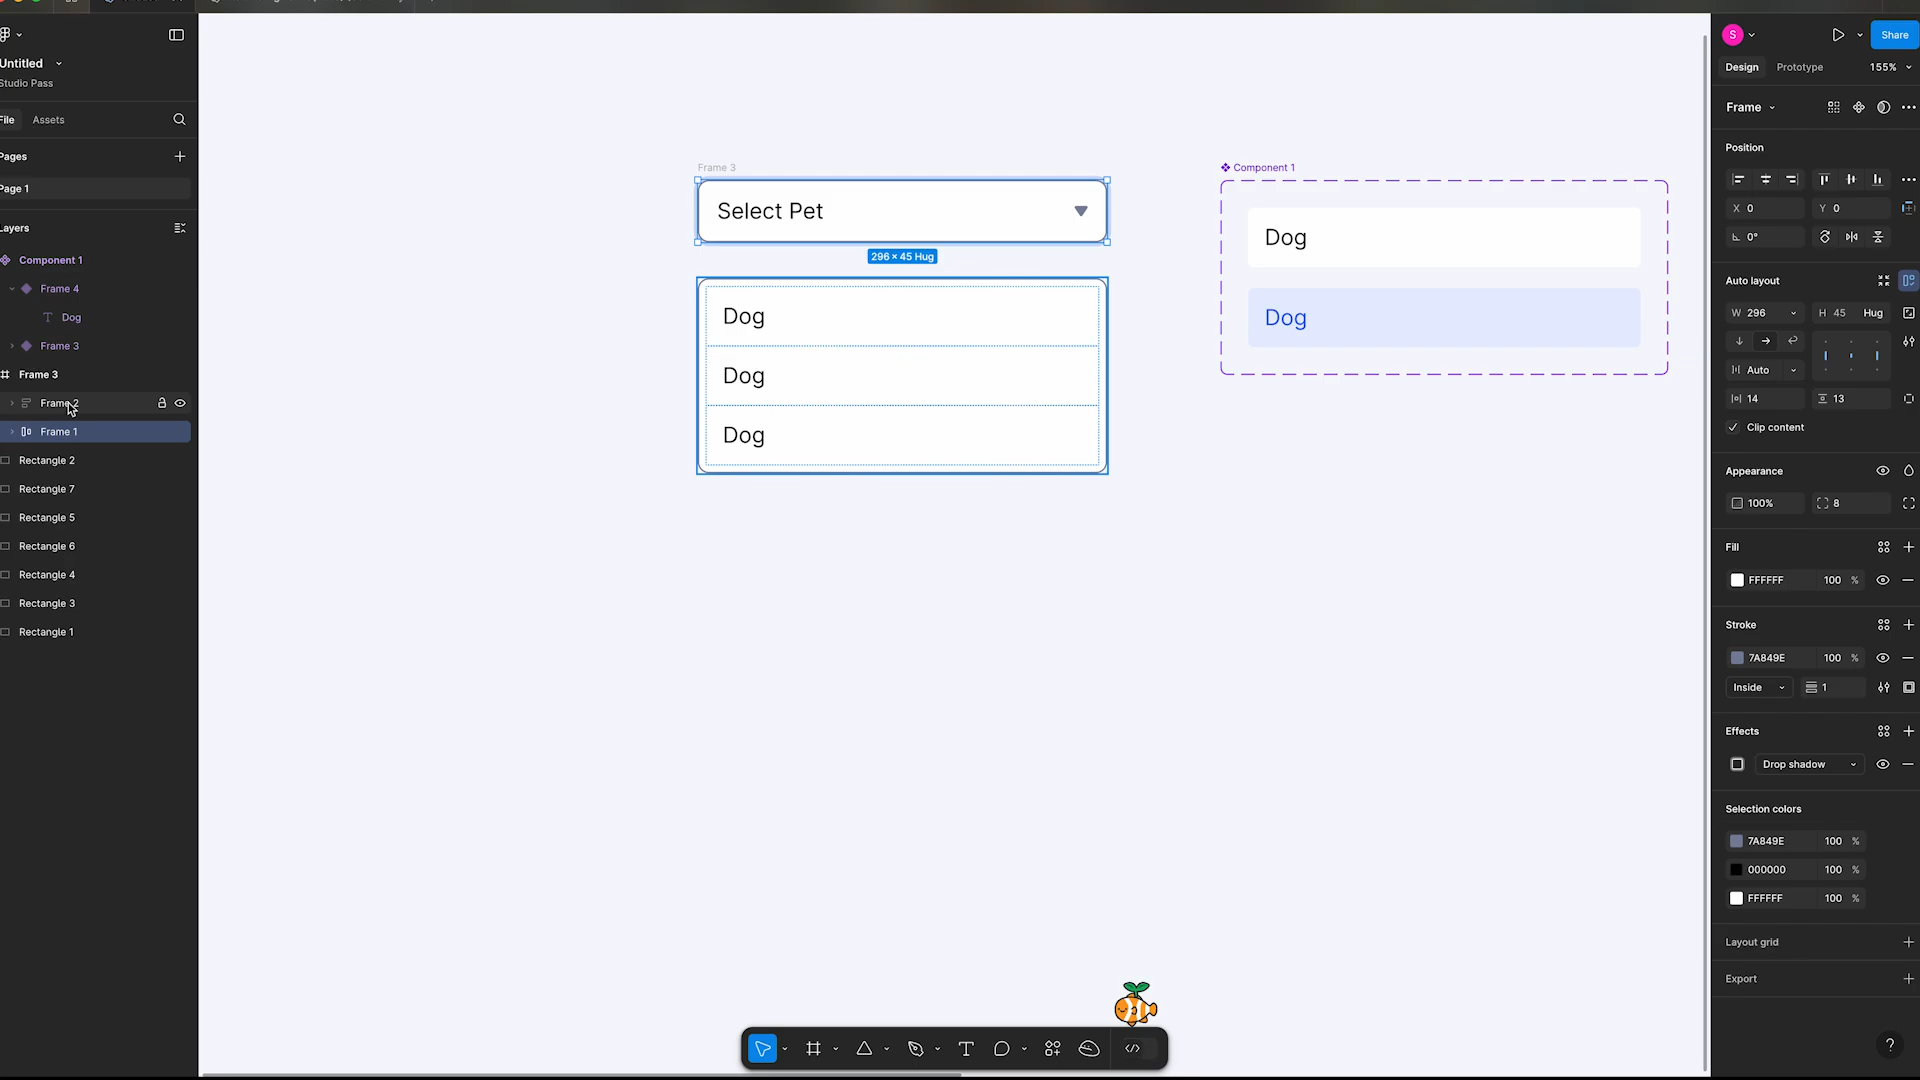 Untitled
Studio Pass
File Assets
Pages
Page 1
Layers
Component 1
Frame 4
Dog
Frame 3
Frame 3
Frame 2
Frame 1
Rectangle 2
Rectangle 7
Rectangle 5
Rectangle 6
Rectangle 4
Rectangle 3
Rectangle 1
Frame 3
Select Pet
296 × 45 Hug
Dog
Dog
Dog
Component 1
Dog
Dog
S
Share
Design Prototype 155%
Frame
Position
X 0 Y 0
0°
Auto layout
W 296 H 45 Hug
Auto
14 13
Clip content
Appearance
100% 8
Fill
FFFFFF 100 %
Stroke
7A849E 100 %
Inside 1
Effects
Drop shadow
Selection colors
7A849E 100 %
000000 100 %
FFFFFF 100 %
Layout grid
Export
?